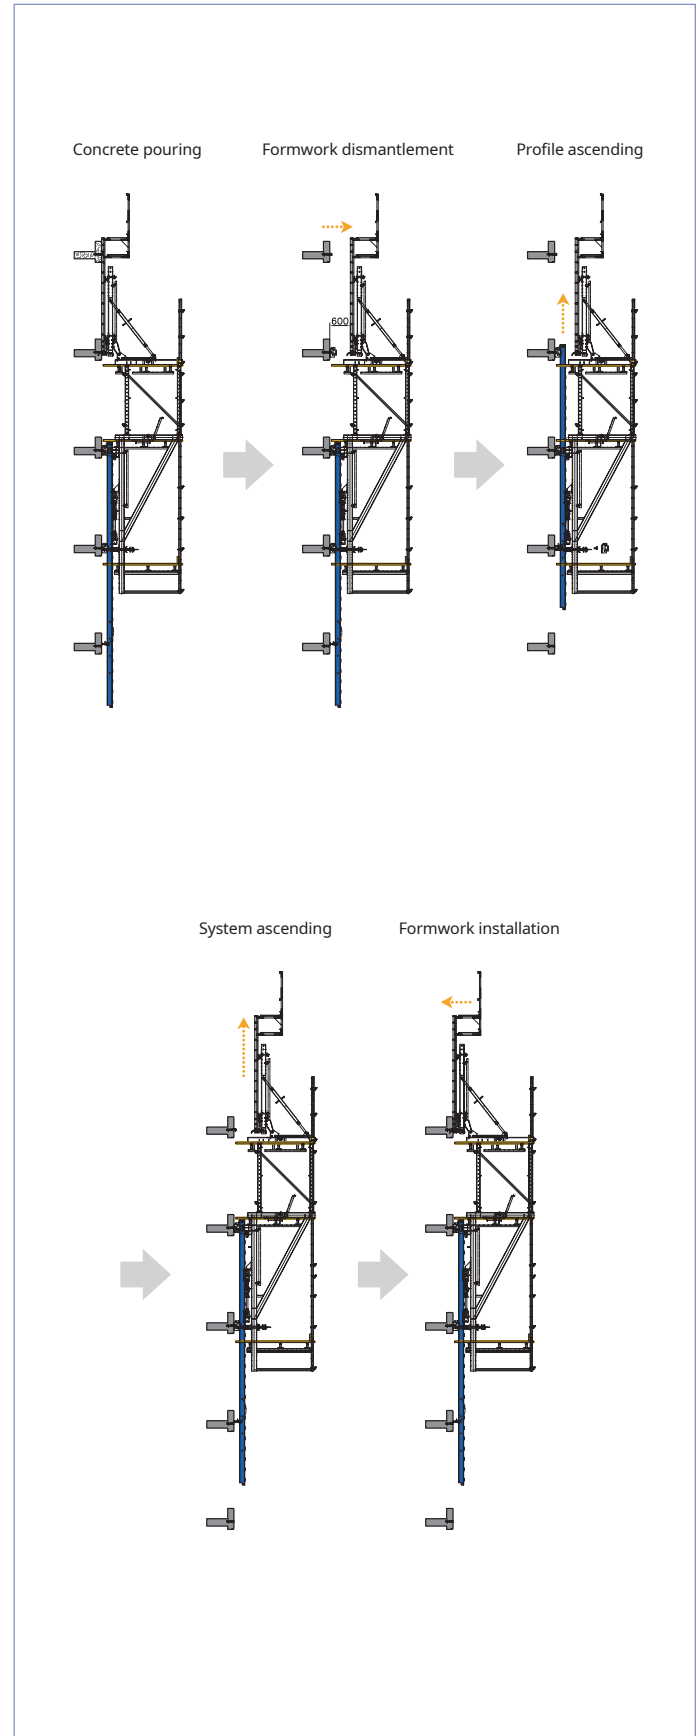 Concrete pouring
Formwork dismantlement
Profile ascending
600
System ascending
Formwork installation